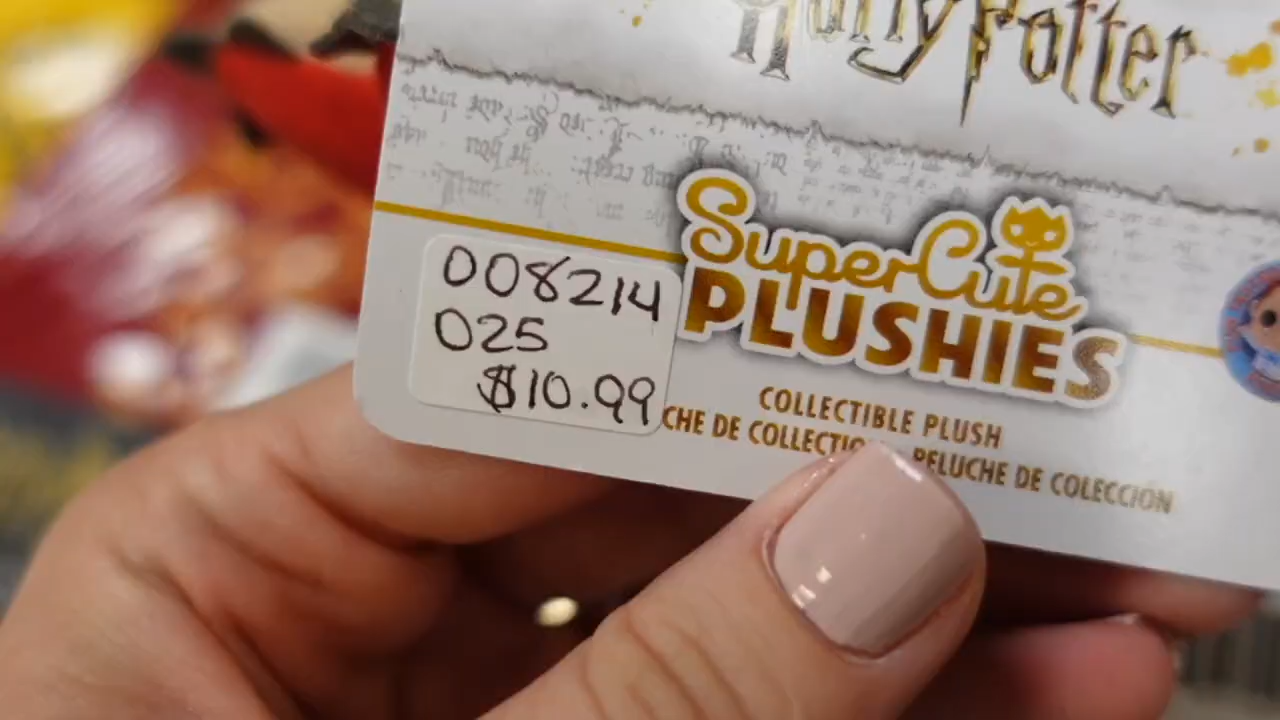 Harry Potter
008214
025
$10.99
SuperCute
PLUSHIES
COLLECTIBLE PLUSH
CHE DE COLLECTIO
PELUCHE DE COLECCIÓN